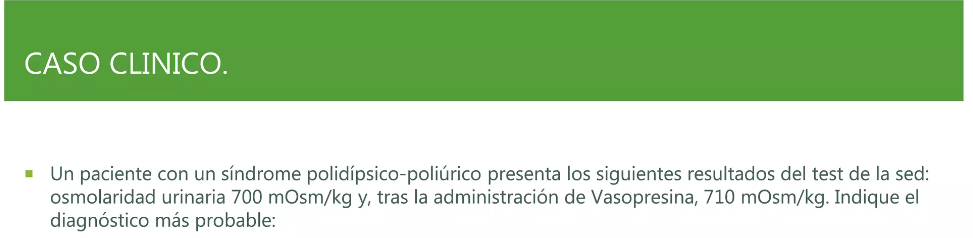 CASO CLINICO.
Un paciente con un síndrome polidípsico-poliúrico presenta los siguientes resultados del test de la sed:
osmolaridad urinaria 700 mOsm/kg y, tras la administración de Vasopresina, 710 mOsm/kg. Indique el
diagnóstico más probable: